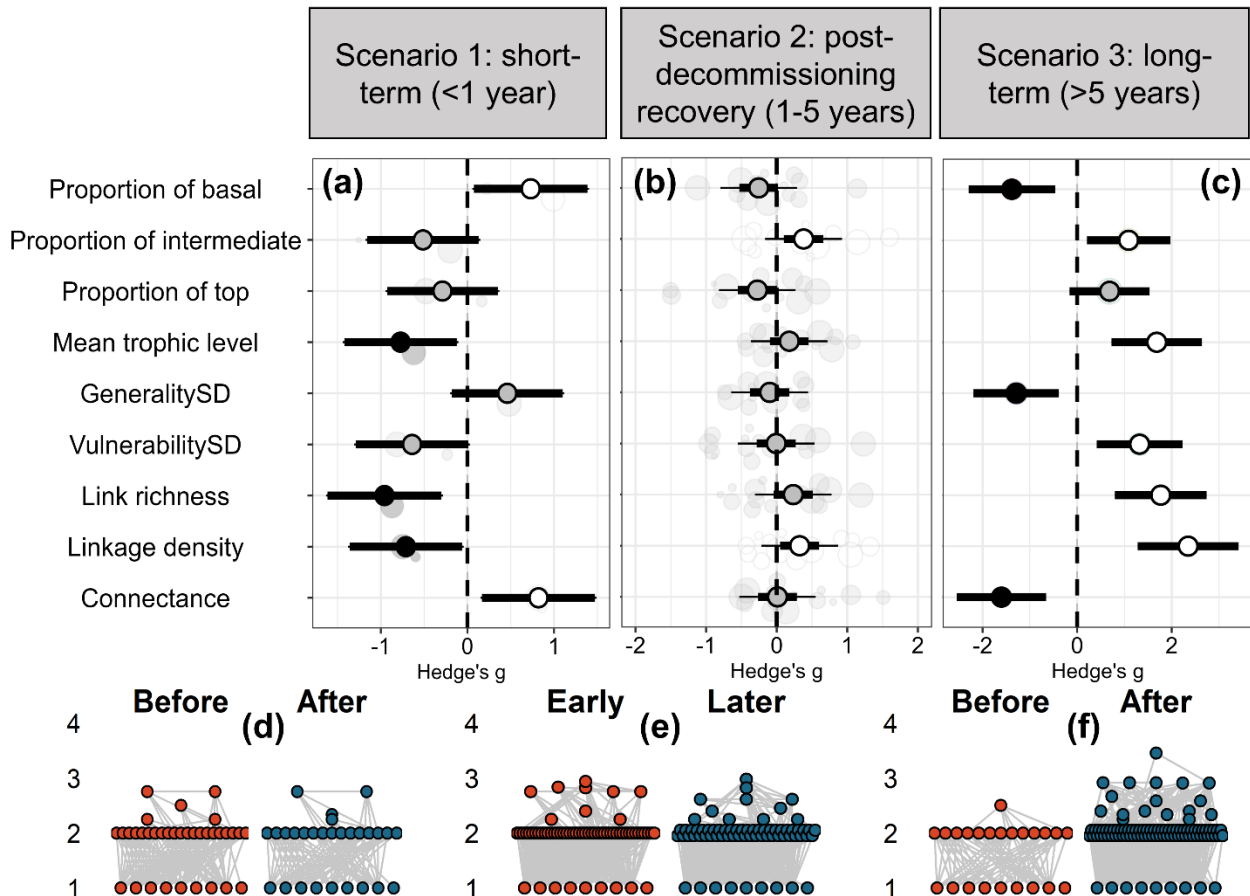 Scenario 1: short-
term (<1 year)
Scenario 2: post-
decommissioning
recovery (1-5 years)
Scenario 3: long-
term (>5 years)
(a)
(b)
(c)
Proportion of basal
Proportion of intermediate
Proportion of top
Mean trophic level
GeneralitySD
VulnerabilitySD
Link richness
Linkage density
Connectance
-1 0 1
-2 -1 0 1 2
-2 0 2
Hedge's g
Hedge's g
Hedge's g
Before After
Early Later
Before After
(d)
(e)
(f)
4
3
2
1
4
3
2
1
4
3
2
1